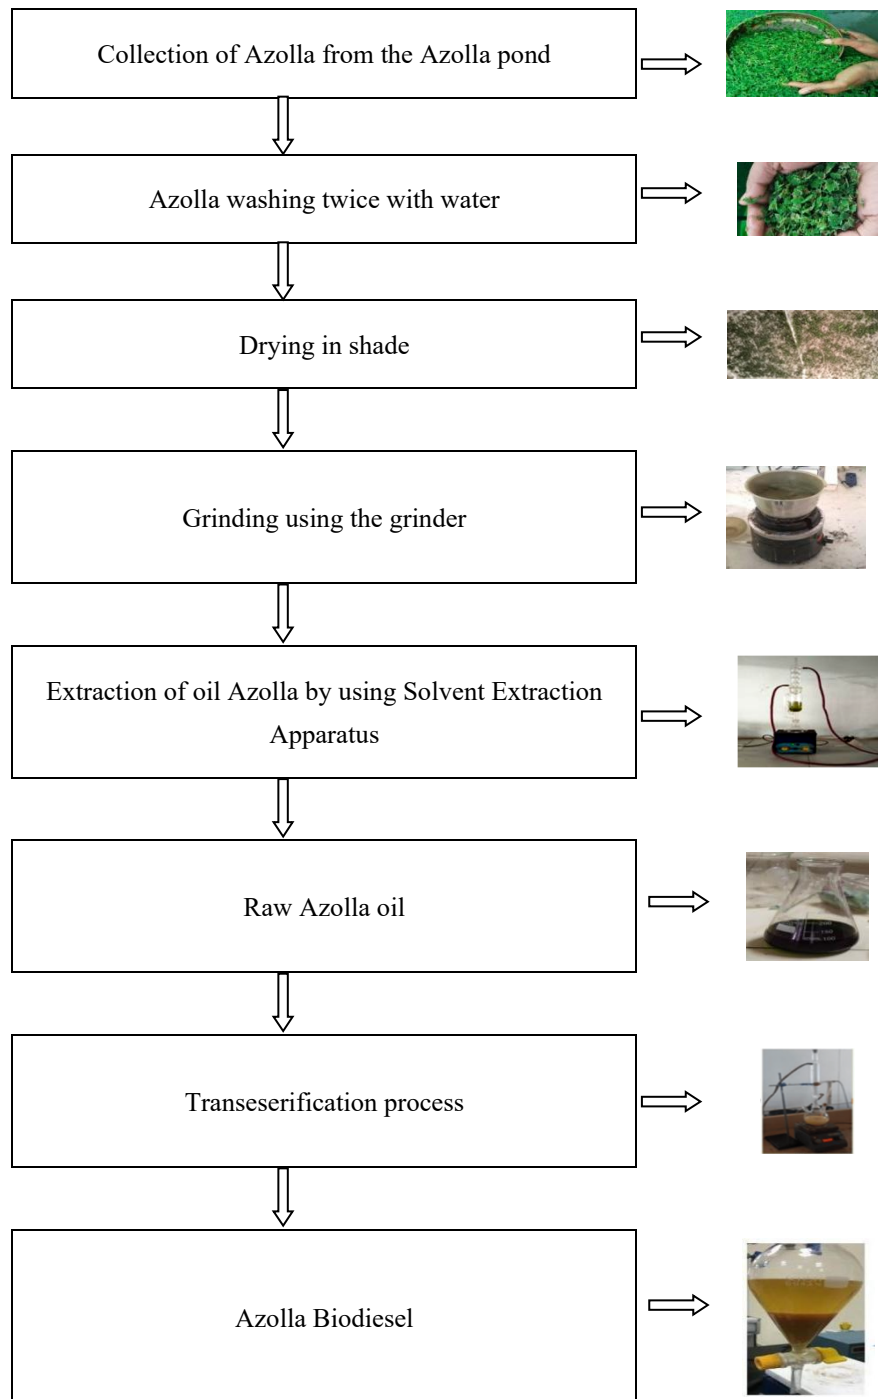 Collection of Azolla from the Azolla pond
Azolla washing twice with water
Drying in shade
Grinding using the grinder
Extraction of oil Azolla by using Solvent Extraction
Apparatus
Raw Azolla oil
Transeserification process
Azolla Biodiesel